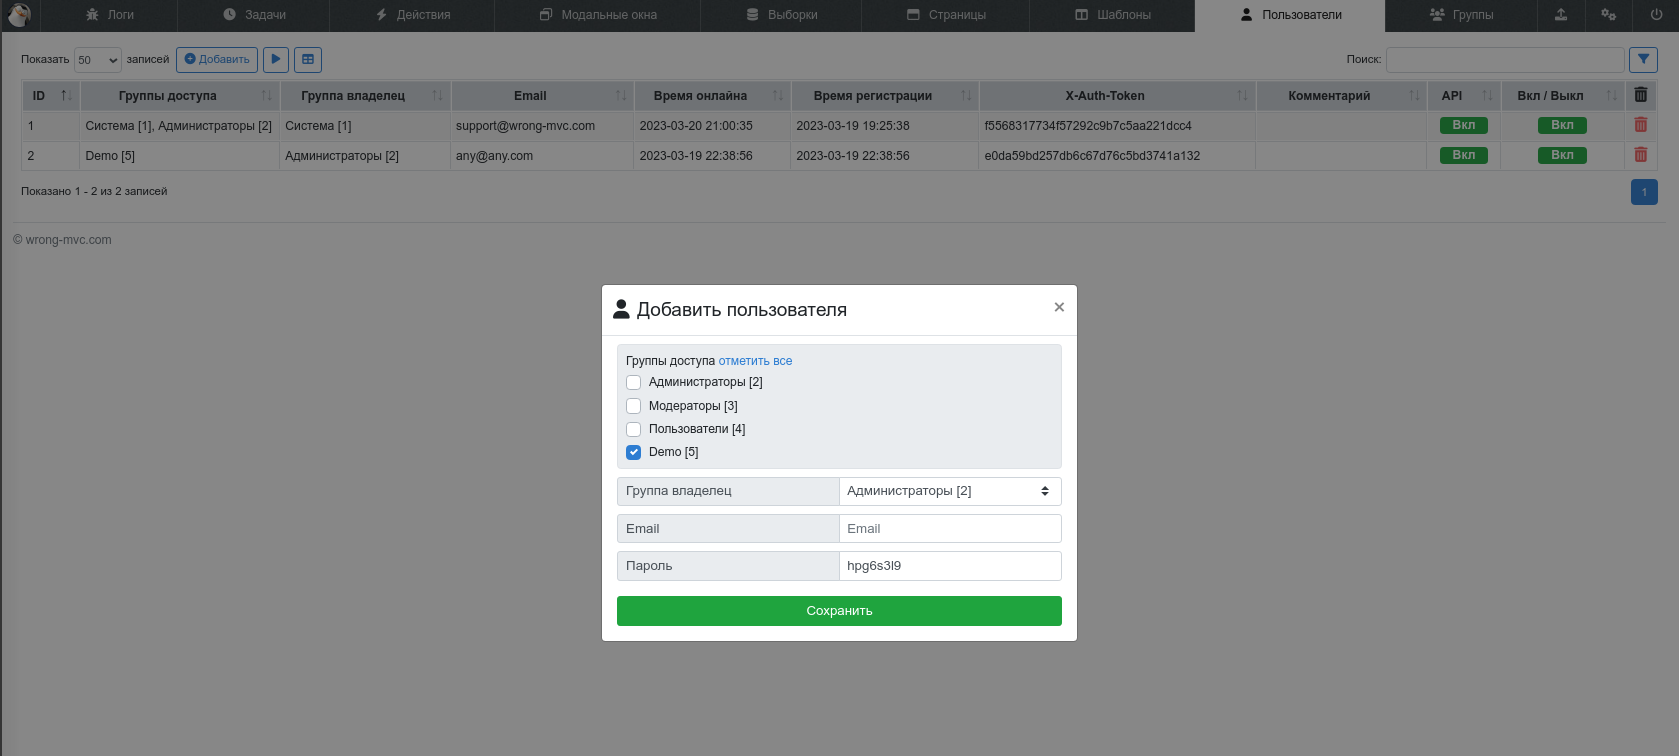 Логи Задачи Действия Модальные окна Выборки Страницы Шаблоны Пользователи Группы
Показать 50 записей Добавить Поиск:
ID Группы доступа Группа владелец Email Время онлайна Время регистрации X-Auth-Token Комментарий API Вкл / Выкл
1 Система [1], Администраторы [2] Система [1] support@wrong-mvc.com 2023-03-20 21:00:35 2023-03-19 19:25:38 f5568317734f57292c9b7c5aa221dcc4 Вкл Вкл
2 Demo [5] Администраторы [2] any@any.com 2023-03-19 22:38:56 2023-03-19 22:38:56 e0da59bd257db6c67d76c5bd3741a132 Вкл Вкл
Показано 1 - 2 из 2 записей 1
© wrong-mvc.com
Добавить пользователя ×
Группы доступа отметить все
Администраторы [2]
Модераторы [3]
Пользователи [4]
Demo [5]
Группа владелец Администраторы [2]
Email Email
Пароль hpg6s3l9
Сохранить